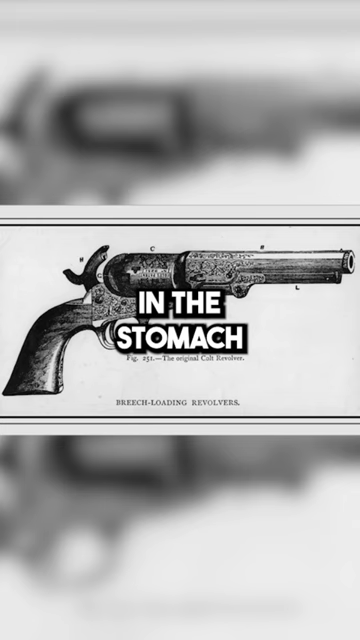 C
H
H
C
IN THE
STOMACH
L
Fig. 251.—The original Colt Revolver.
BREECH-LOADING REVOLVERS.